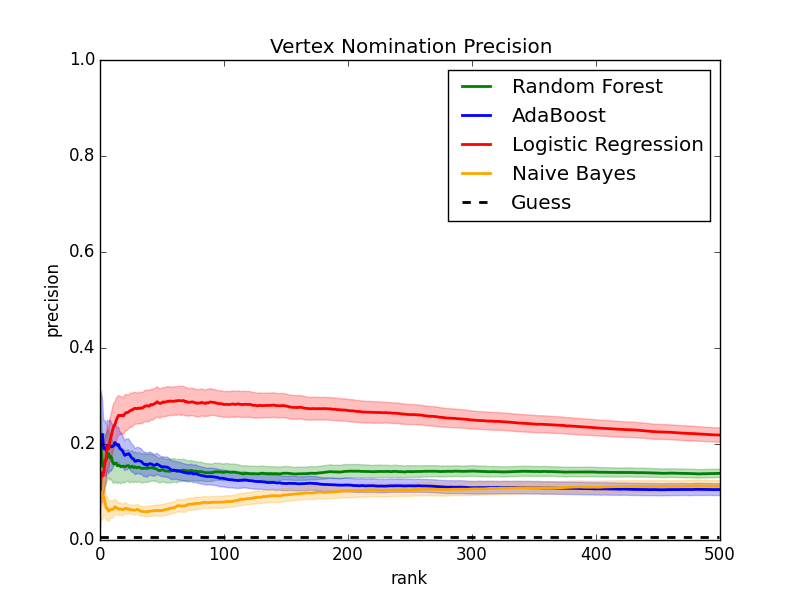 Vertex Nomination Precision
1.0
0.8
0.6
0.4
0.2
0.0
precision
Random Forest
AdaBoost
Logistic Regression
Naive Bayes
Guess
0 100 200 300 400 500
rank